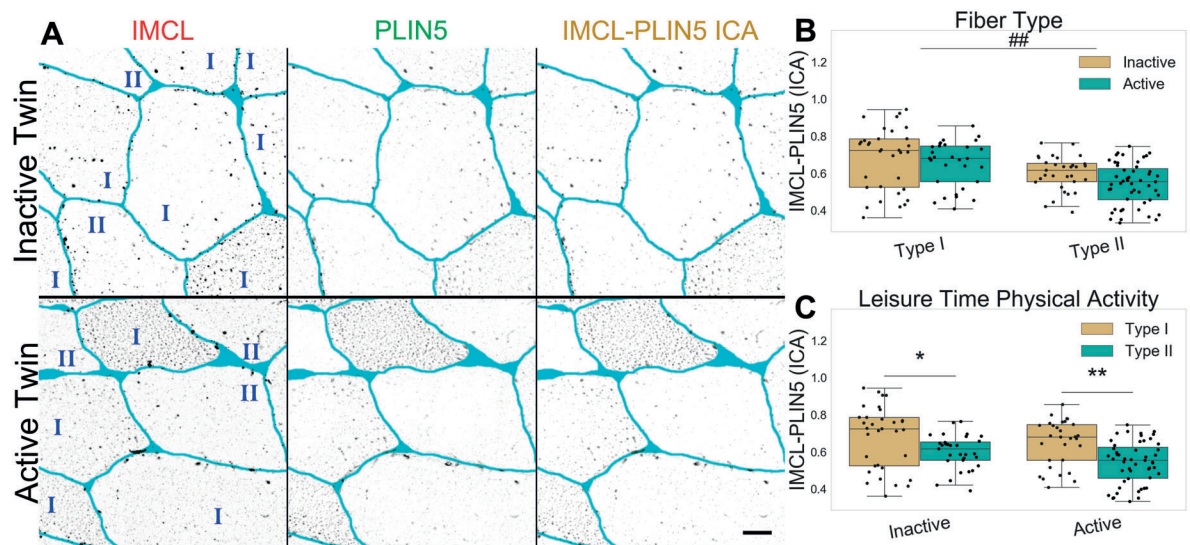 A
IMCL
PLIN5
IMCL-PLIN5 ICA
Inactive Twin
I
I
II
I
I
II
I
I
I
Active Twin
I
II
II
II
I
I
I
B
Fiber Type
##
Inactive
Active
IMCL-PLIN5 (ICA)
1.2
1.0
0.8
0.6
0.4
Type I
Type II
C
Leisure Time Physical Activity
Type I
Type II
*
**
IMCL-PLIN5 (ICA)
1.2
1.0
0.8
0.6
0.4
Inactive
Active